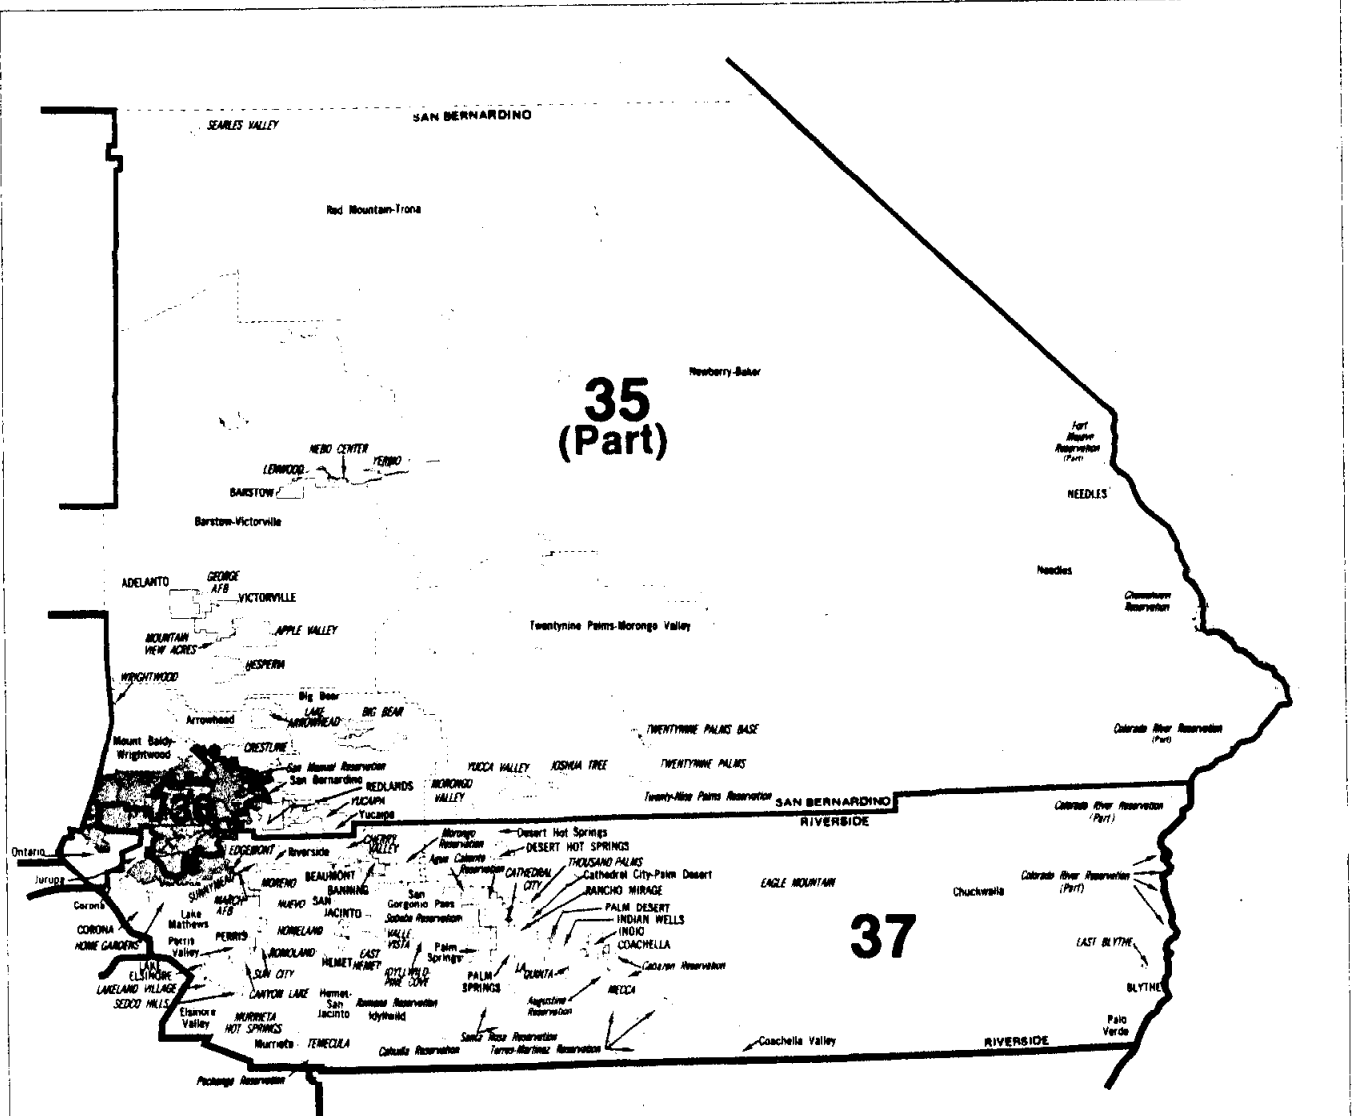 SAN BERNARDINO
SEARLES VALLEY
Red Mountain-Trona
Newberry-Baker
35
(Part)
Fort
Mojave
Reservation
(Part)
NEBO CENTER
LENWOOD
YERMO
BARSTOW
NEEDLES
Barstow-Victorville
Needles
ADELANTO
GEORGE
AFB
VICTORVILLE
Chemehuevi
Reservation
Twentynine Palms-Morongo Valley
APPLE VALLEY
MOUNTAIN
VIEW ACRES
HESPERIA
WRIGHTWOOD
Big Bear
LAKE
ARROWHEAD
BIG BEAR
Arrowhead
TWENTYNINE PALMS BASE
Colorado River Reservation
(Part)
Mount Baldy-
Wrightwood
CRESTLINE
San Manuel Reservation
San Bernardino
YUCCA VALLEY
JOSHUA TREE
TWENTYNINE PALMS
REDLANDS
MORONGO
VALLEY
YUCAIPA
Yucaipa
Twenty-Nine Palms Reservation
SAN BERNARDINO
RIVERSIDE
36
Colorado River Reservation
(Part)
Ontario
EDGEMONT
Riverside
CHERRY
VALLEY
Morongo
Reservation
Desert Hot Springs
DESERT HOT SPRINGS
Agua Caliente
Reservation
THOUSAND PALMS
CATHEDRAL
CITY
Cathedral City-Palm Desert
Jurupa
SUNNYMEAD
MORENO
BEAUMONT
BANNING
RANCHO MIRAGE
EAGLE MOUNTAIN
Chuckwalla
Colorado River Reservation
(Part)
Corona
MARCH
AFB
NUEVO
SAN
JACINTO
San
Gorgonio Pass
PALM DESERT
INDIAN WELLS
INDIO
COACHELLA
37
Lake
Mathews
Soboba Reservation
CORONA
HOME GARDENS
PERRIS
HOMELAND
VALLE
VISTA
Perris
Valley
ROMOLAND
HEMET
EAST
HEMET
Palm
Springs
EAST BLYTHE
LAKE
ELSINORE
SUN CITY
IDYLLWILD-
PINE COVE
PALM
SPRINGS
LA
QUINTA
Cabazon Reservation
LAKELAND VILLAGE
SEDCO HILLS
CANYON LAKE
Hemet-
San
Jacinto
Ramona Reservation
Idyllwild
Augustine
Reservation
MECCA
BLYTHE
Elsinore
Valley
MURRIETA
HOT SPRINGS
Palo
Verde
Murrieta
TEMECULA
Cahuilla Reservation
Santa Rosa Reservation
Torres-Martinez Reservation
Coachella Valley
RIVERSIDE
Pechanga Reservation